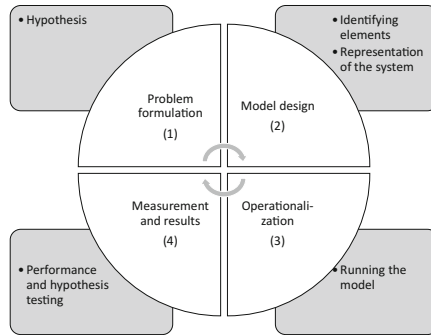 • Hypothesis
• Identifying
elements
• Representation
of the system
Problem
formulation
(1)
Model design
(2)
Measurement
and results
(4)
Operationali-
zation
(3)
• Performance
and hypothesis
testing
• Running the
model